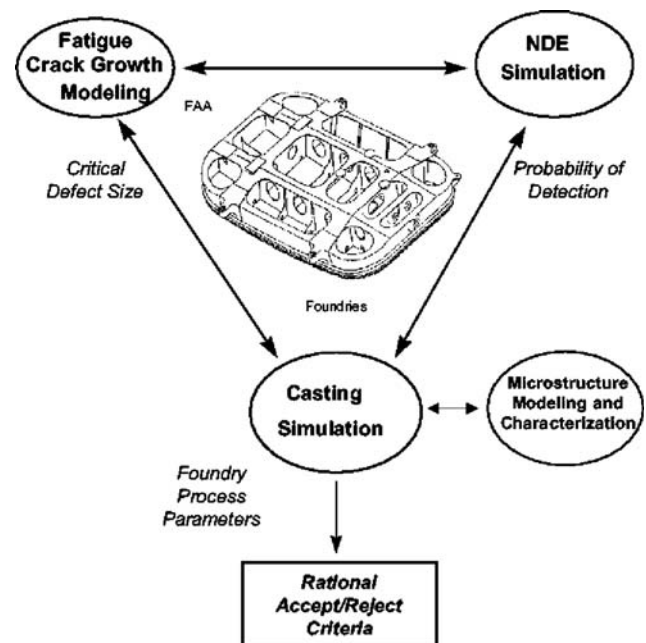 Fatigue
Crack Growth
Modeling
NDE
Simulation
FAA
Critical
Defect Size
Probability of
Detection
Foundries
Casting
Simulation
Microstructure
Modeling and
Characterization
Foundry
Process
Parameters
Rational
Accept/Reject
Criteria